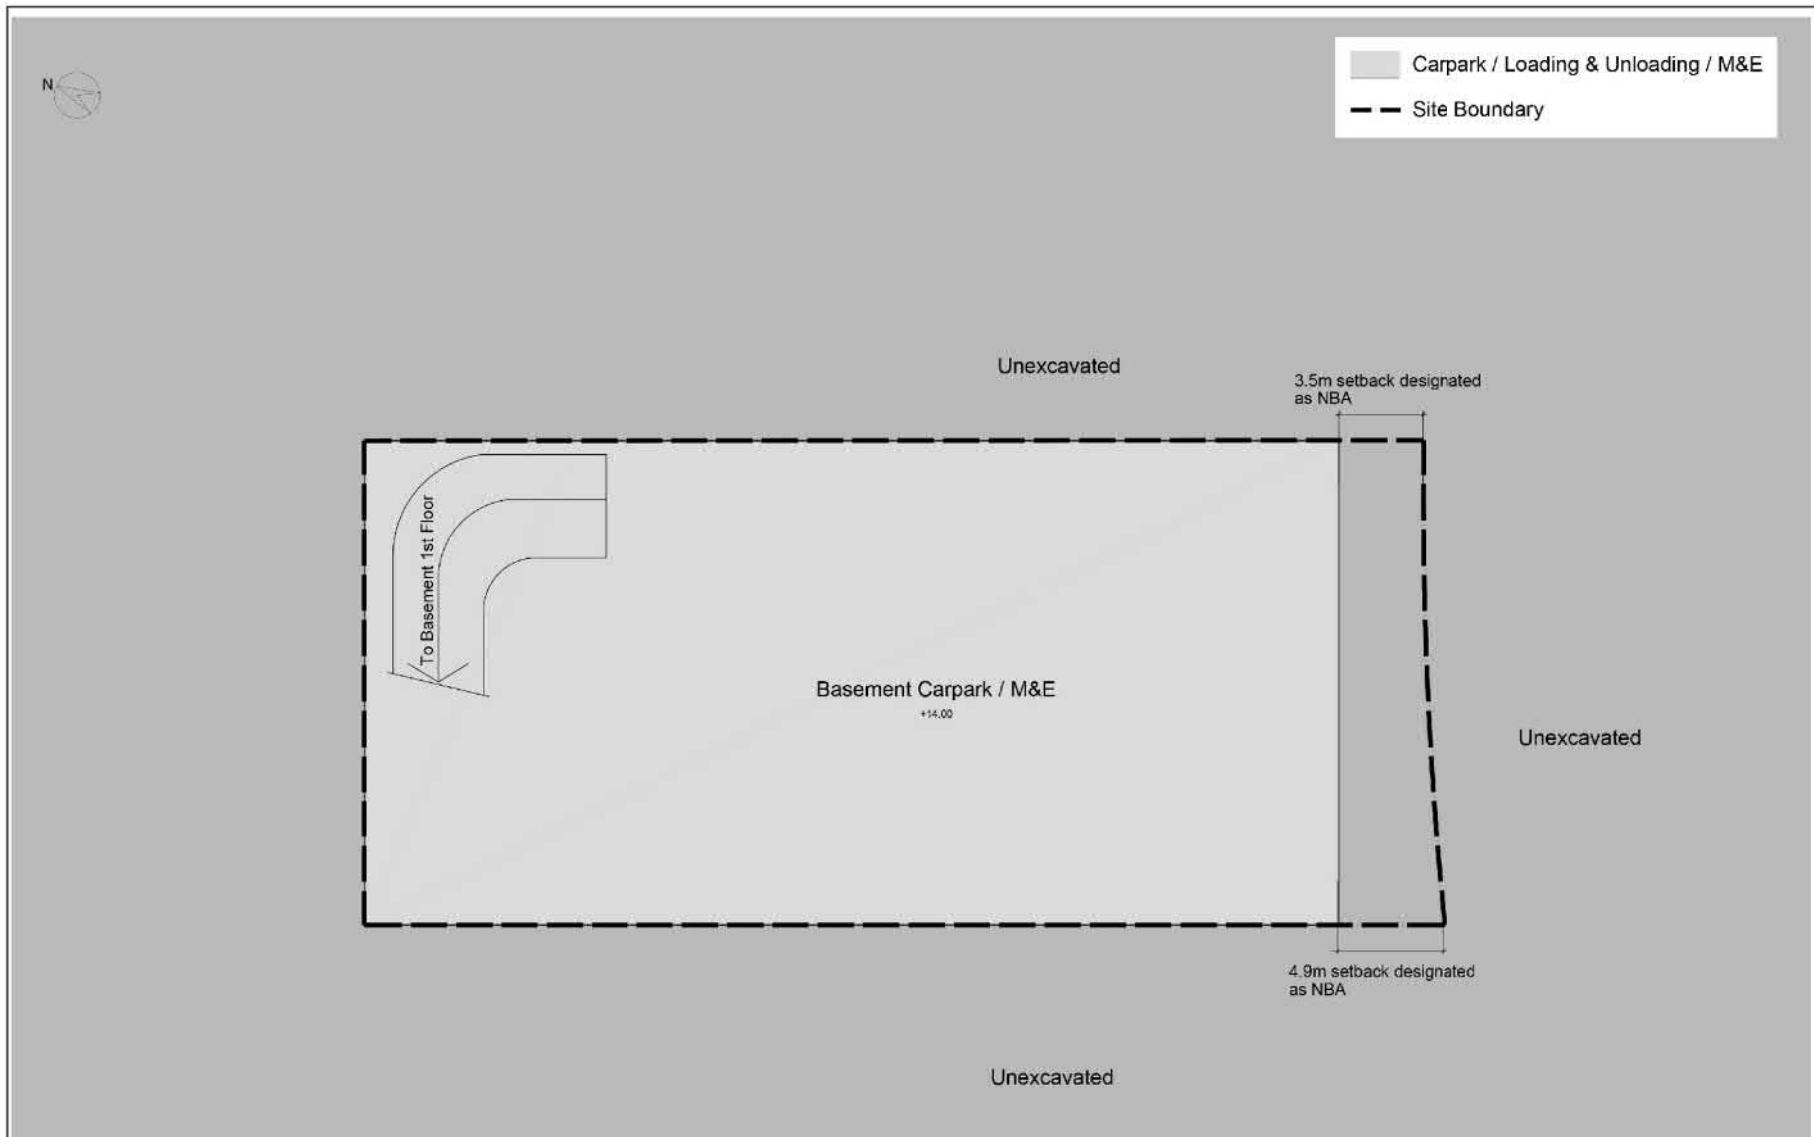 N
Carpark / Loading & Unloading / M&E
Site Boundary
Unexcavated
3.5m setback designated
as NBA
To Basement 1st Floor
Basement Carpark / M&E
+14.00
Unexcavated
4.9m setback designated
as NBA
Unexcavated